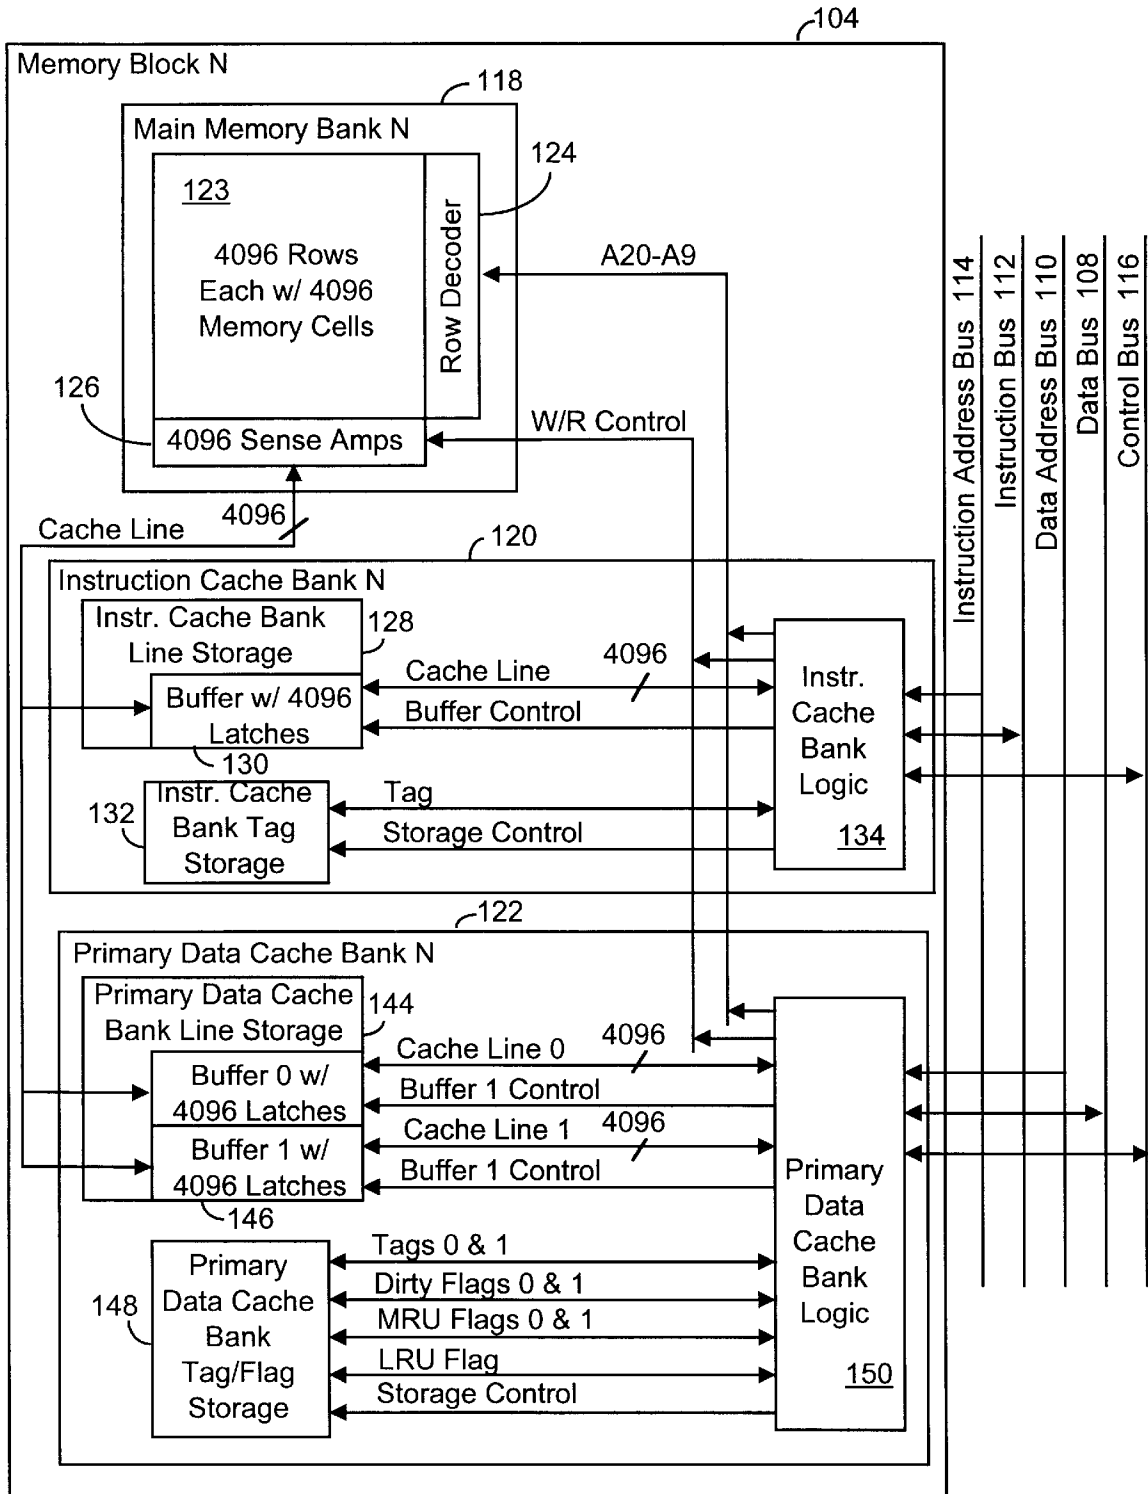 104
Memory Block N
118
Main Memory Bank N
124
123
4096 Rows
Each w/ 4096
Memory Cells
Row Decoder
A20-A9
126
4096 Sense Amps
W/R Control
4096
Cache Line
Instruction Address Bus 114
Instruction Bus 112
Data Address Bus 110
Data Bus 108
Control Bus 116
120
Instruction Cache Bank N
Instr. Cache Bank
Line Storage
128
Buffer w/ 4096
Latches
130
Cache Line
4096
Buffer Control
Instr. Cache
Bank Tag
Storage
132
Tag
Storage Control
Instr.
Cache
Bank
Logic
134
122
Primary Data Cache Bank N
Primary Data Cache
Bank Line Storage
144
Buffer 0 w/
4096 Latches
Buffer 1 w/
4096 Latches
146
Cache Line 0
4096
Buffer 1 Control
Cache Line 1
4096
Buffer 1 Control
Primary
Data Cache
Bank
Tag/Flag
Storage
148
Tags 0 & 1
Dirty Flags 0 & 1
MRU Flags 0 & 1
LRU Flag
Storage Control
Primary
Data
Cache
Bank
Logic
150